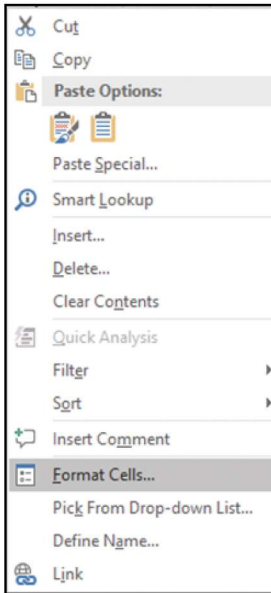 Cut
Copy
Paste Options:
Paste Special...
Smart Lookup
Insert...
Delete...
Clear Contents
Quick Analysis
Filter
Sort
Insert Comment
Format Cells...
Pick From Drop-down List...
Define Name...
Link